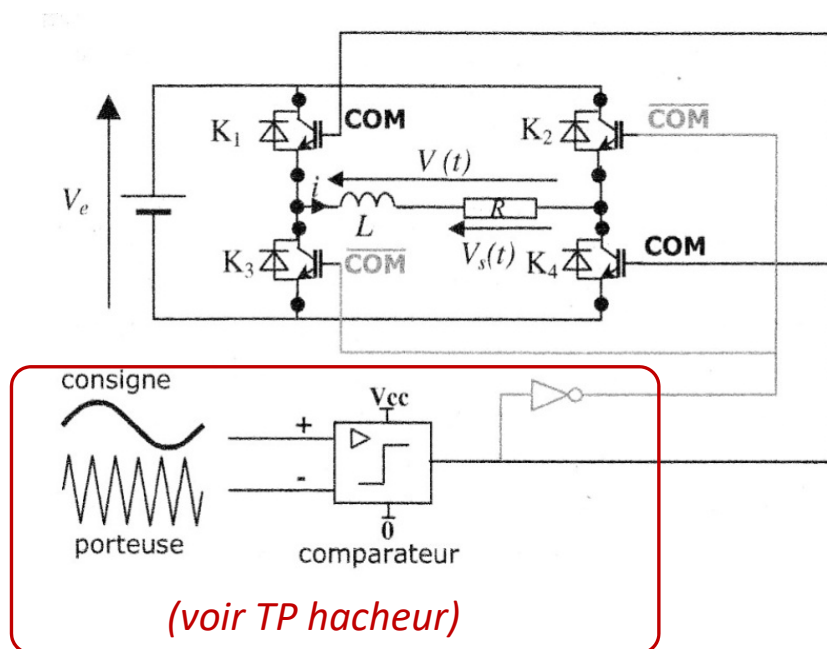 K1 COM K2 COM
V(t)
Ve i
L R
K3 COM Vs(t) K4 COM
consigne
Vcc
+
-
0
porteuse comparateur
(voir TP hacheur)